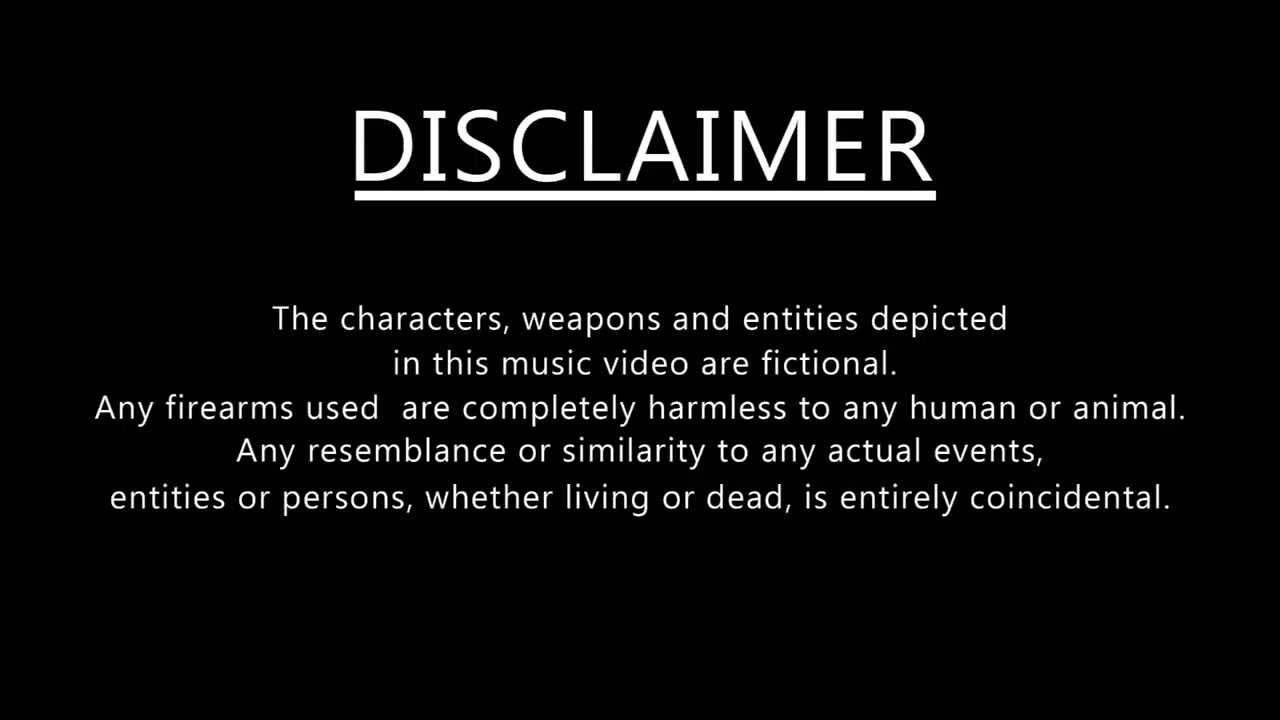 DISCLAIMER
The characters, weapons and entities depicted
in this music video are fictional.
Any firearms used  are completely harmless to any human or animal.
Any resemblance or similarity to any actual events,
entities or persons, whether living or dead, is entirely coincidental.